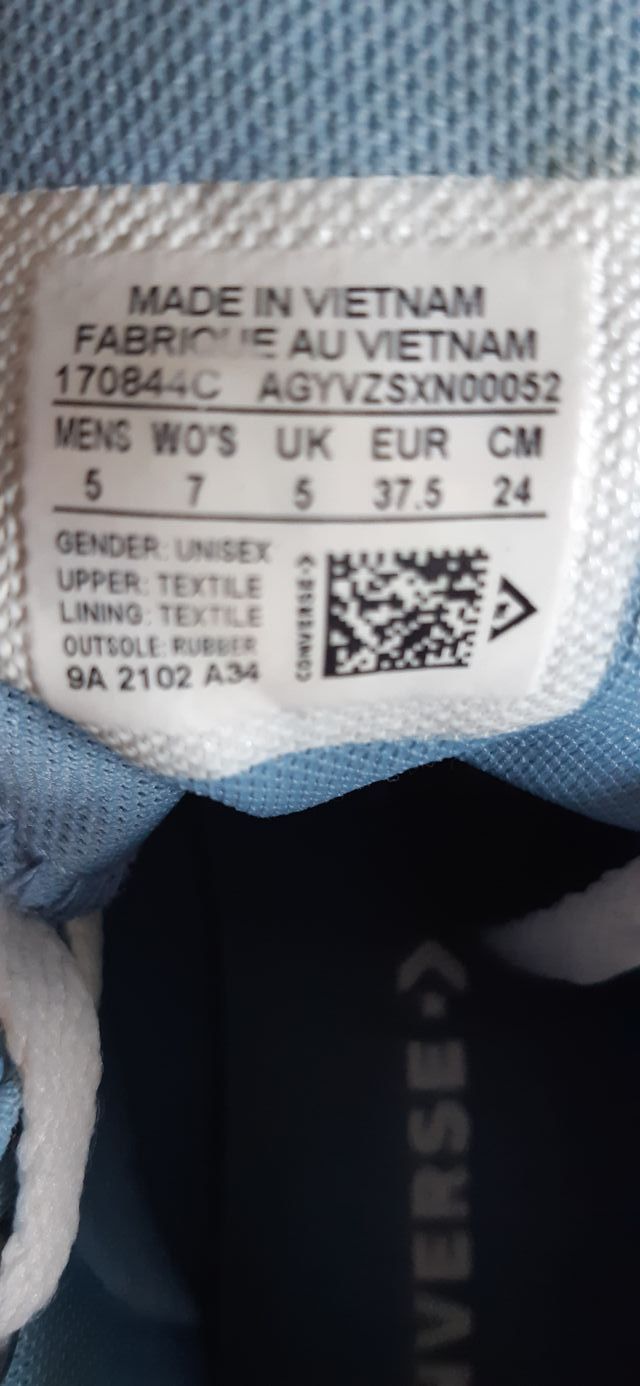 MADE IN VIETNAM
FABRIQUE AU VIETNAM
170844C AGYVZSXN00052
MENS WO'S UK EUR CM
5 7 5 37.5 24
GENDER: UNISEX
UPPER: TEXTILE
LINING: TEXTILE
OUTSOLE: RUBBER
9A 2102 A34
CONVERSE
NVERSE